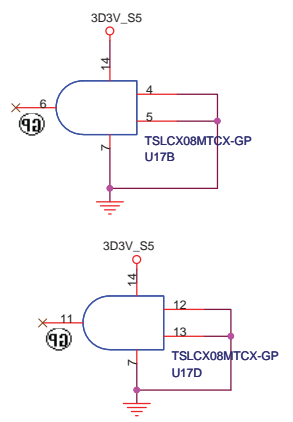 3D3V_S5
14
4
6
5
GP
7
TSLCX08MTCX-GP
U17B
3D3V_S5
14
12
11
13
GP
7
TSLCX08MTCX-GP
U17D